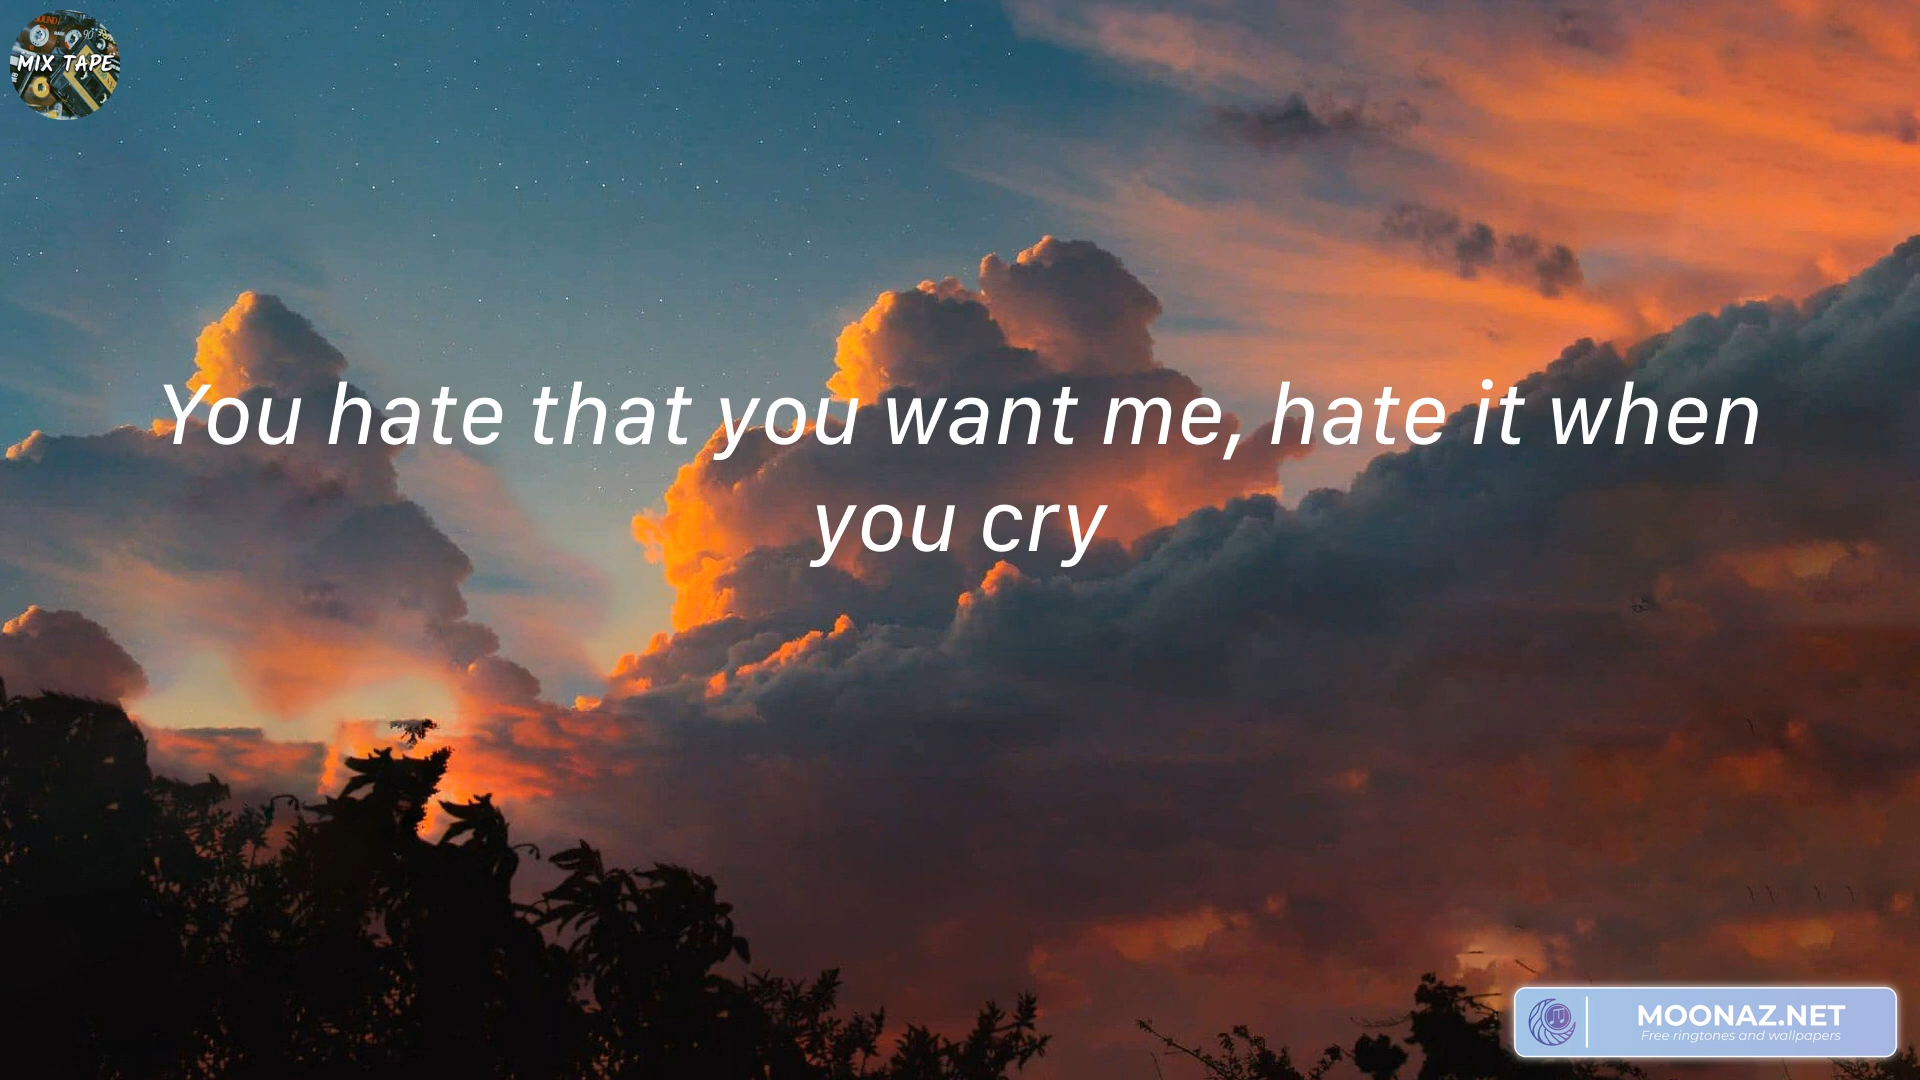 MIX TAPE
You hate that you want me, hate it when
you cry
MOONAZ.NET
Free ringtones and wallpapers